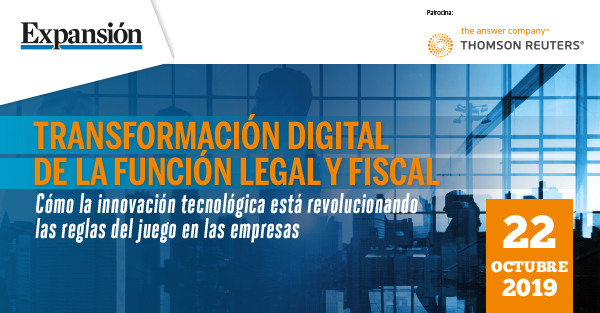 Expansión
Patrocina:
the answer company™
THOMSON REUTERS®
TRANSFORMACIÓN DIGITAL
DE LA FUNCIÓN LEGAL Y FISCAL
Cómo la innovación tecnológica está revolucionando
las reglas del juego en las empresas
22
OCTUBRE
2019